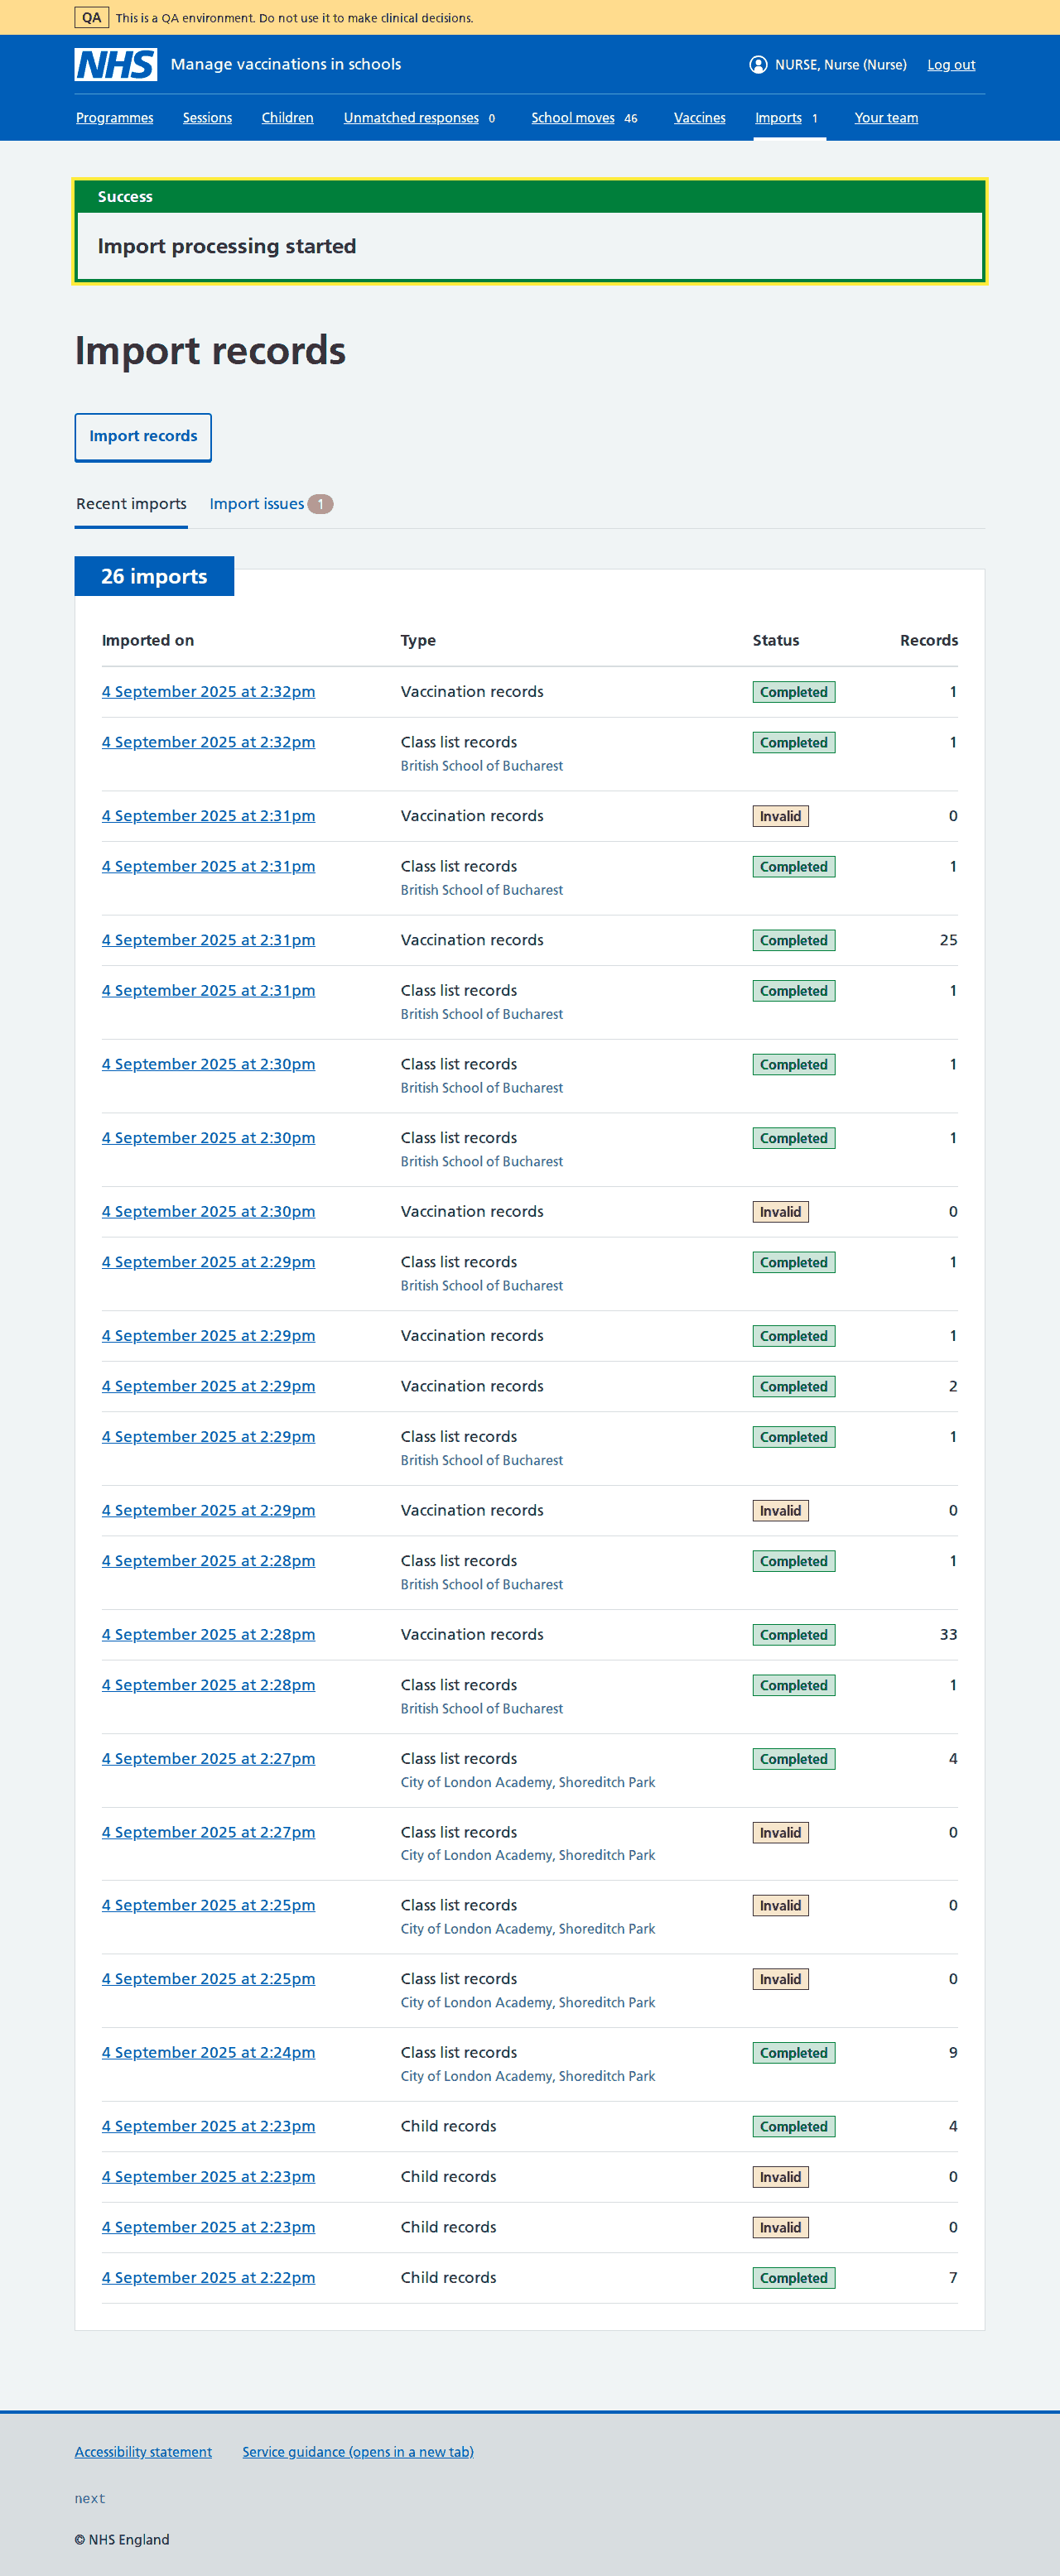 QA This is a QA environment. Do not use it to make clinical decisions.
NHS Manage vaccinations in schools NURSE, Nurse (Nurse) Log out
Programmes Sessions Children Unmatched responses 0 School moves 46 Vaccines Imports 1 Your team
Success
Import processing started
Import records
Import records
Recent imports Import issues 1
26 imports
Imported on Type Status Records
4 September 2025 at 2:32pm Vaccination records Completed 1
4 September 2025 at 2:32pm Class list records Completed 1
British School of Bucharest
4 September 2025 at 2:31pm Vaccination records Invalid 0
4 September 2025 at 2:31pm Class list records Completed 1
British School of Bucharest
4 September 2025 at 2:31pm Vaccination records Completed 25
4 September 2025 at 2:31pm Class list records Completed 1
British School of Bucharest
4 September 2025 at 2:30pm Class list records Completed 1
British School of Bucharest
4 September 2025 at 2:30pm Class list records Completed 1
British School of Bucharest
4 September 2025 at 2:30pm Vaccination records Invalid 0
4 September 2025 at 2:29pm Class list records Completed 1
British School of Bucharest
4 September 2025 at 2:29pm Vaccination records Completed 1
4 September 2025 at 2:29pm Vaccination records Completed 2
4 September 2025 at 2:29pm Class list records Completed 1
British School of Bucharest
4 September 2025 at 2:29pm Vaccination records Invalid 0
4 September 2025 at 2:28pm Class list records Completed 1
British School of Bucharest
4 September 2025 at 2:28pm Vaccination records Completed 33
4 September 2025 at 2:28pm Class list records Completed 1
British School of Bucharest
4 September 2025 at 2:27pm Class list records Completed 4
City of London Academy, Shoreditch Park
4 September 2025 at 2:27pm Class list records Invalid 0
City of London Academy, Shoreditch Park
4 September 2025 at 2:25pm Class list records Invalid 0
City of London Academy, Shoreditch Park
4 September 2025 at 2:25pm Class list records Invalid 0
City of London Academy, Shoreditch Park
4 September 2025 at 2:24pm Class list records Completed 9
City of London Academy, Shoreditch Park
4 September 2025 at 2:23pm Child records Completed 4
4 September 2025 at 2:23pm Child records Invalid 0
4 September 2025 at 2:23pm Child records Invalid 0
4 September 2025 at 2:22pm Child records Completed 7
Accessibility statement Service guidance (opens in a new tab)
next
© NHS England